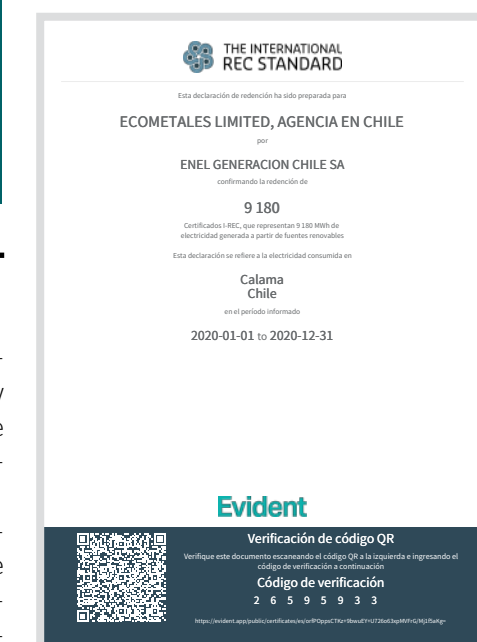 THE INTERNATIONAL
REC STANDARD
Esta declaración de redención ha sido preparada para
ECOMETALES LIMITED, AGENCIA EN CHILE
por
ENEL GENERACION CHILE SA
confirmando la redención de
9 180
Certificados I-REC, que representan 9 180 MWh de
electricidad generada a partir de fuentes renovables
Esta declaración se refiere a la electricidad consumida en
Calama
Chile
en el período informado
2020-01-01 to 2020-12-31
Evident
Verificación de código QR
Verifique este documento escaneando el código QR a la izquierda e ingresando el
código de verificación a continuación
Código de verificación
2 6 5 9 5 9 3 3